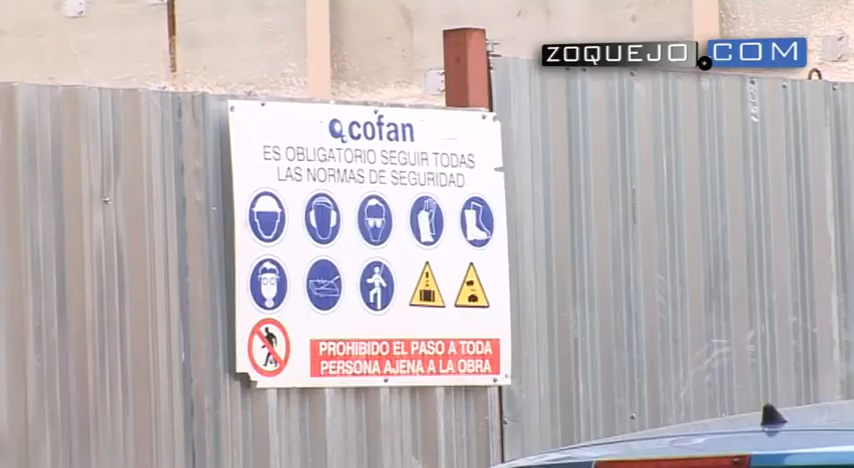 ZOQUEJO.COM
cofan
ES OBLIGATORIO SEGUIR TODAS
LAS NORMAS DE SEGURIDAD
PROHIBIDO EL PASO A TODA
PERSONA AJENA A LA OBRA